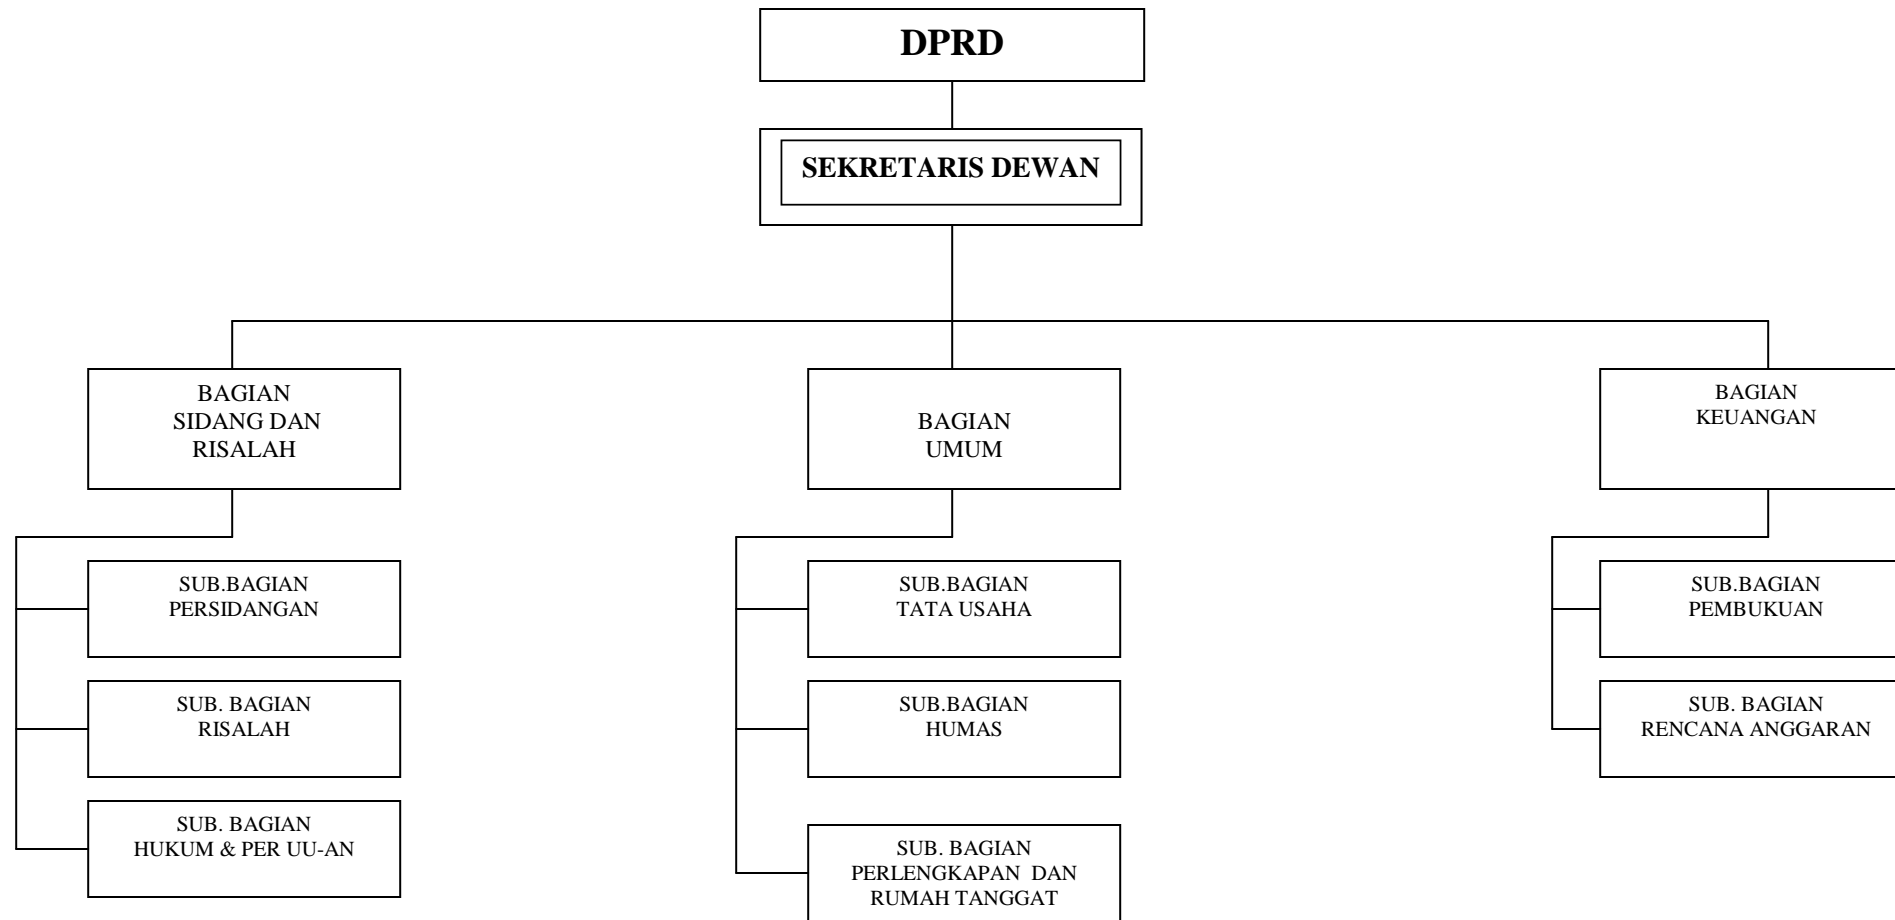 DPRD
SEKRETARIS DEWAN
BAGIAN
SIDANG DAN
RISALAH
BAGIAN
UMUM
BAGIAN
KEUANGAN
SUB.BAGIAN
PERSIDANGAN
SUB.BAGIAN
TATA USAHA
SUB.BAGIAN
PEMBUKUAN
SUB. BAGIAN
RISALAH
SUB.BAGIAN
HUMAS
SUB. BAGIAN
RENCANA ANGGARAN
SUB. BAGIAN
HUKUM & PER UU-AN
SUB. BAGIAN
PERLENGKAPAN DAN
RUMAH TANGGAT